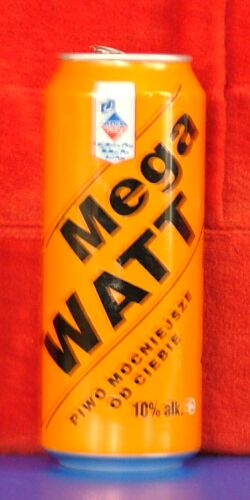 Mega
WATT
PIWO MOCNIEJSZE
OD CIEBIE
10% alk.